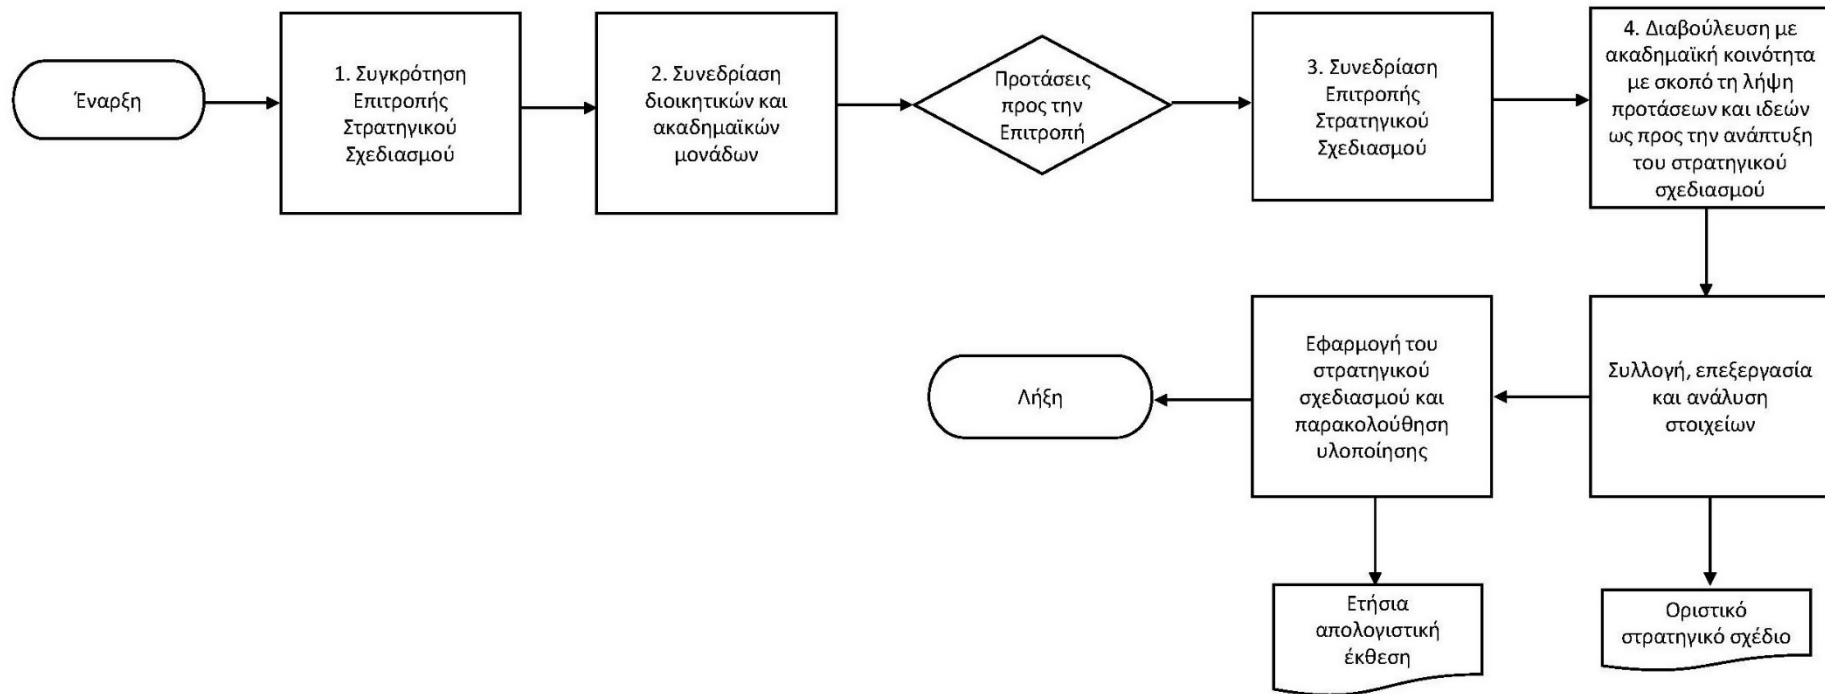 Έναρξη
1. Συγκρότηση
Επιτροπής
Στρατηγικού
Σχεδιασμού
2. Συνεδρίαση
διοικητικών και
ακαδημαϊκών
μονάδων
Προτάσεις
προς την
Επιτροπή
3. Συνεδρίαση
Επιτροπής
Στρατηγικού
Σχεδιασμού
4. Διαβούλευση με
ακαδημαϊκή κοινότητα
με σκοπό τη λήψη
προτάσεων και ιδεών
ως προς την ανάπτυξη
του στρατηγικού
σχεδιασμού
Συλλογή, επεξεργασία
και ανάλυση
στοιχείων
Εφαρμογή του
στρατηγικού
σχεδιασμού και
παρακολούθηση
υλοποίησης
Λήξη
Ετήσια
απολογιστική
έκθεση
Οριστικό
στρατηγικό σχέδιο